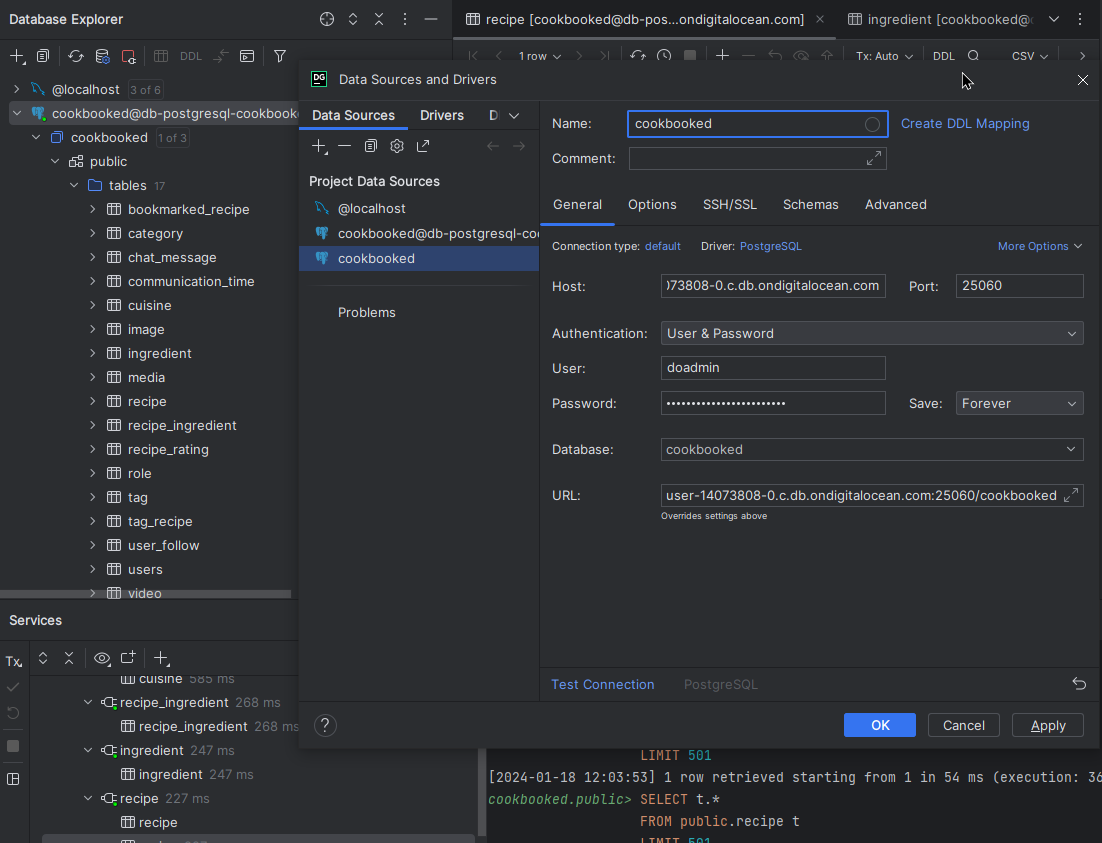 Database Explorer
recipe [cookbooked@db-pos...ondigitalocean.com]
ingredient [cookbooked@
DDL
1 row
Tx: Auto
DDL
CSV
@localhost 3 of 6
cookbooked@db-postgresql-cookbook
cookbooked 1 of 3
public
tables 17
bookmarked_recipe
category
chat_message
communication_time
cuisine
image
ingredient
media
recipe
recipe_ingredient
recipe_rating
role
tag
tag_recipe
user_follow
users
video
DG Data Sources and Drivers
Data Sources
Drivers
D
Project Data Sources
@localhost
cookbooked@db-postgresql-co
cookbooked
Problems
Name: cookbooked
Create DDL Mapping
Comment:
General
Options
SSH/SSL
Schemas
Advanced
Connection type: default
Driver: PostgreSQL
More Options
Host: 073808-0.c.db.ondigitalocean.com
Port: 25060
Authentication: User & Password
User: doadmin
Password: ••••••••••••••••••••••••
Save: Forever
Database: cookbooked
URL: user-14073808-0.c.db.ondigitalocean.com:25060/cookbooked
Overrides settings above
Test Connection
PostgreSQL
?
OK
Cancel
Apply
Services
Tx
cuisine 585 ms
recipe_ingredient 268 ms
recipe_ingredient 268 ms
ingredient 247 ms
ingredient 247 ms
recipe 227 ms
recipe
LIMIT 501
[2024-01-18 12:03:53] 1 row retrieved starting from 1 in 54 ms (execution: 36
cookbooked.public> SELECT t.*
FROM public.recipe t
LIMIT 501